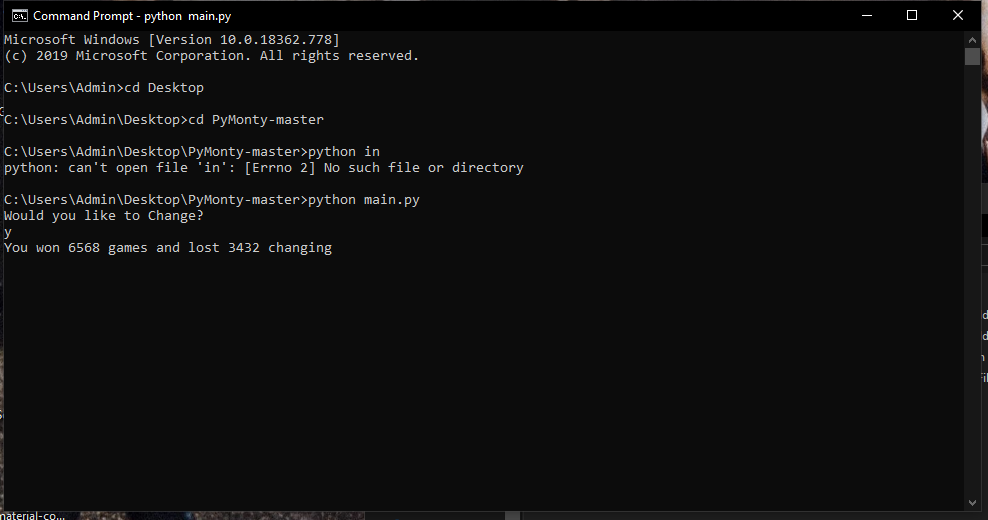 Command Prompt - python  main.py
Microsoft Windows [Version 10.0.18362.778]
(c) 2019 Microsoft Corporation. All rights reserved.
C:\Users\Admin>cd Desktop
C:\Users\Admin\Desktop>cd PyMonty-master
C:\Users\Admin\Desktop\PyMonty-master>python in
python: can't open file 'in': [Errno 2] No such file or directory
C:\Users\Admin\Desktop\PyMonty-master>python main.py
Would you like to Change?
y
You won 6568 games and lost 3432 changing
material-co...